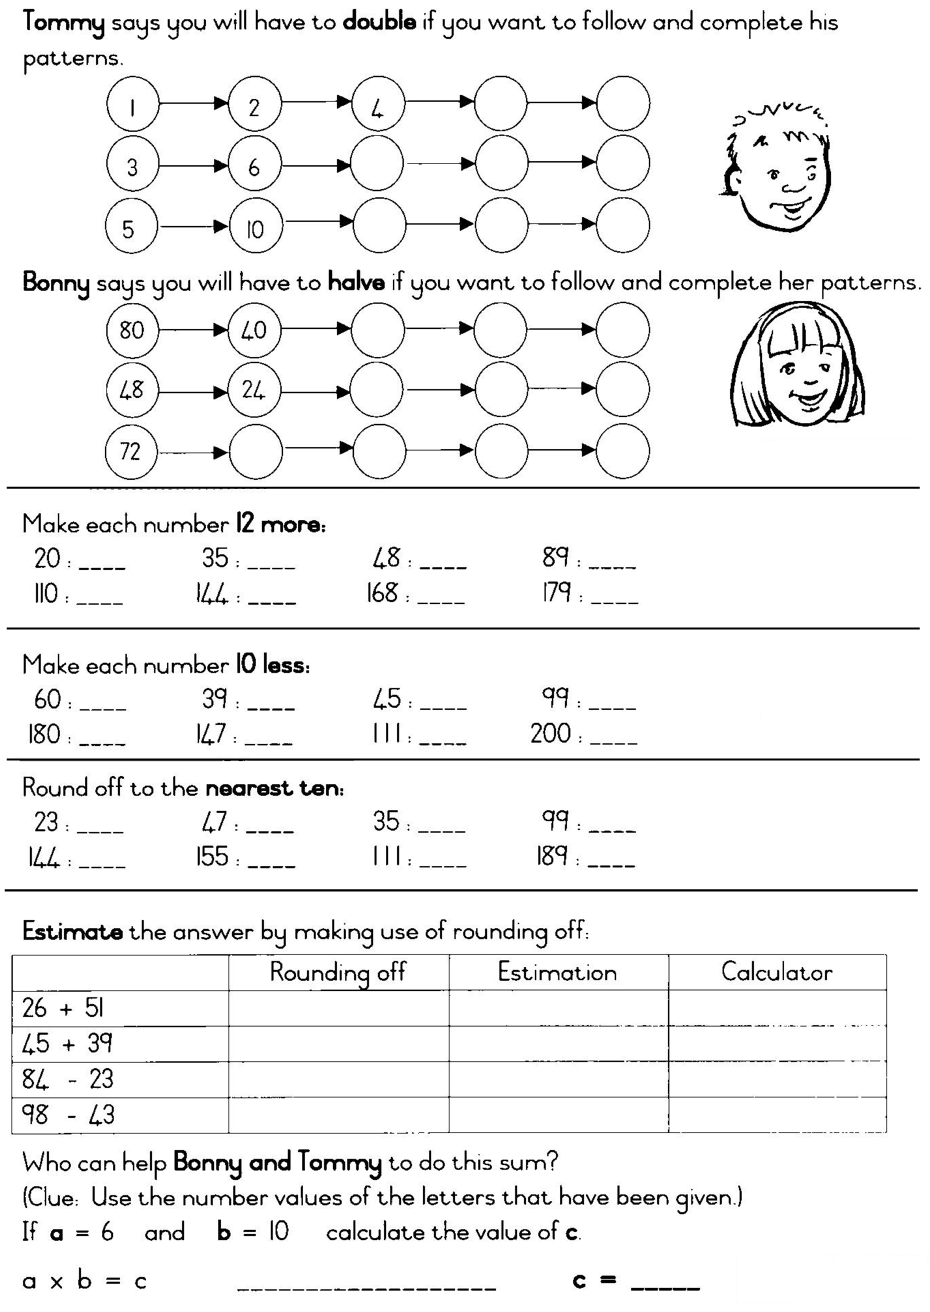 Tommy says you will have to double if you want to follow and complete his
patterns.
1 2 4
3 6
5 10
Bonny says you will have to halve if you want to follow and complete her patterns.
80 40
48 24
72
Make each number 12 more:
20 : ____ 35 : ____ 48 : ____ 89 : ____
110 : ____ 144 : ____ 168 : ____ 179 : ____
Make each number 10 less:
60 : ____ 39 : ____ 45 : ____ 99 : ____
180 : ____ 147 : ____ 111 : ____ 200 : ____
Round off to the nearest ten:
23 : ____ 47 : ____ 35 : ____ 99 : ____
144 : ____ 155 : ____ 111 : ____ 189 : ____
Estimate the answer by making use of rounding off:
Rounding off Estimation Calculator
26 + 51
45 + 39
84 - 23
98 - 43
Who can help Bonny and Tommy to do this sum?
(Clue: Use the number values of the letters that have been given.)
If a = 6 and b = 10 calculate the value of c.
a x b = c ____________________ c = _____